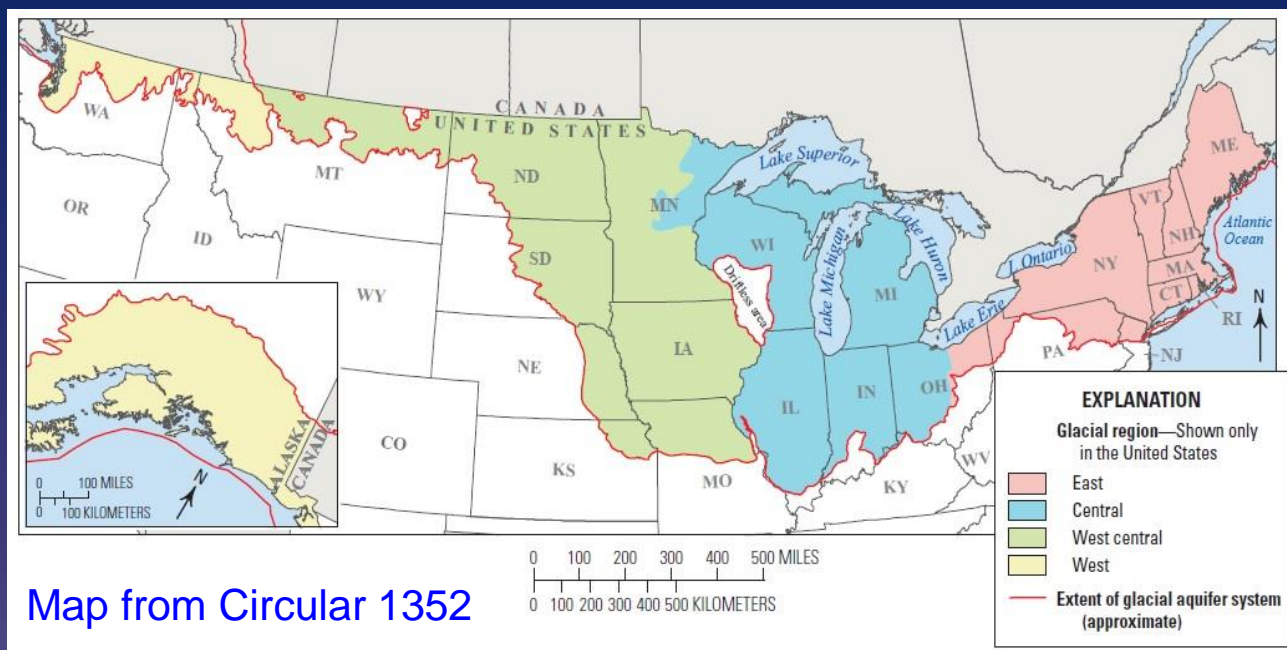 CANADA
UNITED STATES
WA
OR
ID
MT
WY
ND
SD
NE
CO
KS
MN
IA
MO
WI
Driftless area
IL
Lake Superior
Lake Michigan
Lake Huron
MI
IN
OH
KY
WV
Lake Erie
L. Ontario
PA
NY
VT
NH
ME
MA
CT
RI
NJ
Atlantic
Ocean
N
ALASKA
CANADA
0 100 MILES
0 100 KILOMETERS
N
0 100 200 300 400 500 MILES
0 100 200 300 400 500 KILOMETERS
EXPLANATION
Glacial region—Shown only
in the United States
East
Central
West central
West
Extent of glacial aquifer system
(approximate)
Map from Circular 1352